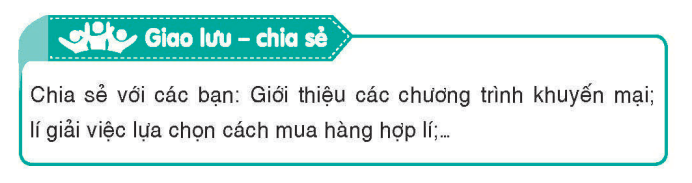 Giao lưu – chia sẻ
Chia sẻ với các bạn: Giới thiệu các chương trình khuyến mại;
lí giải việc lựa chọn cách mua hàng hợp lí;...